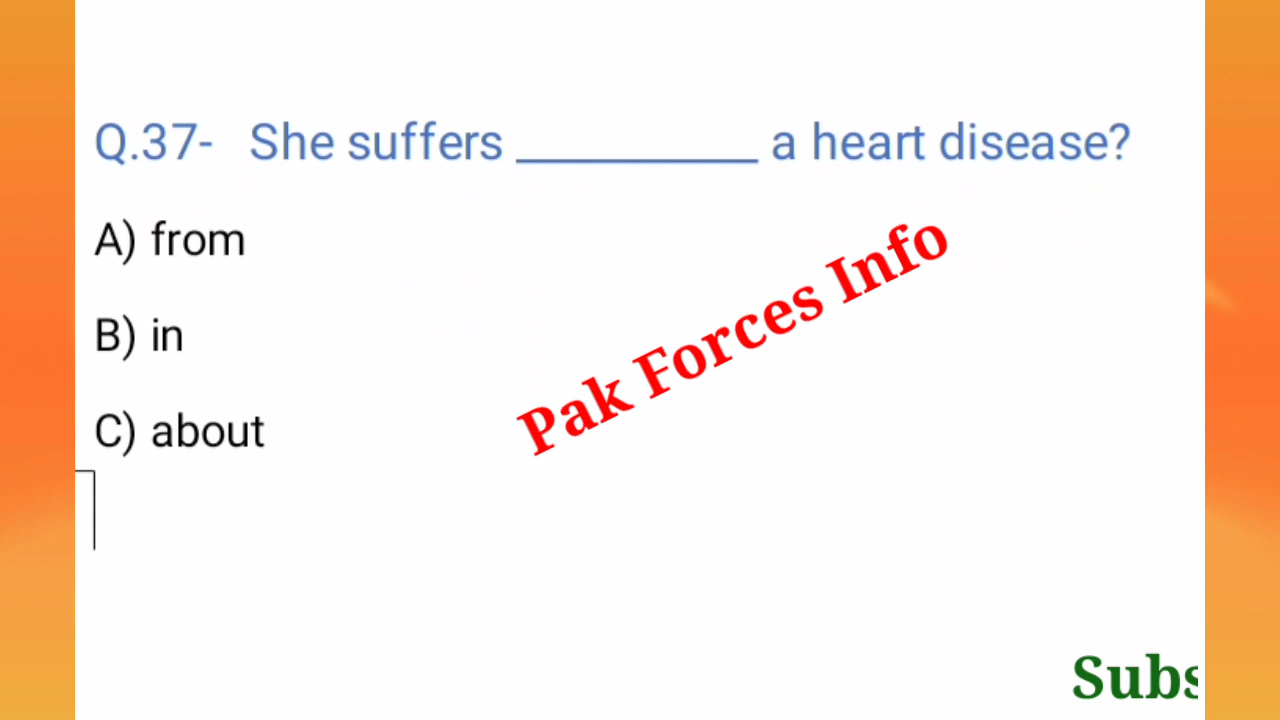 Q.37- She suffers __________ a heart disease?
A) from
B) in
C) about
Pak Forces Info
Subs